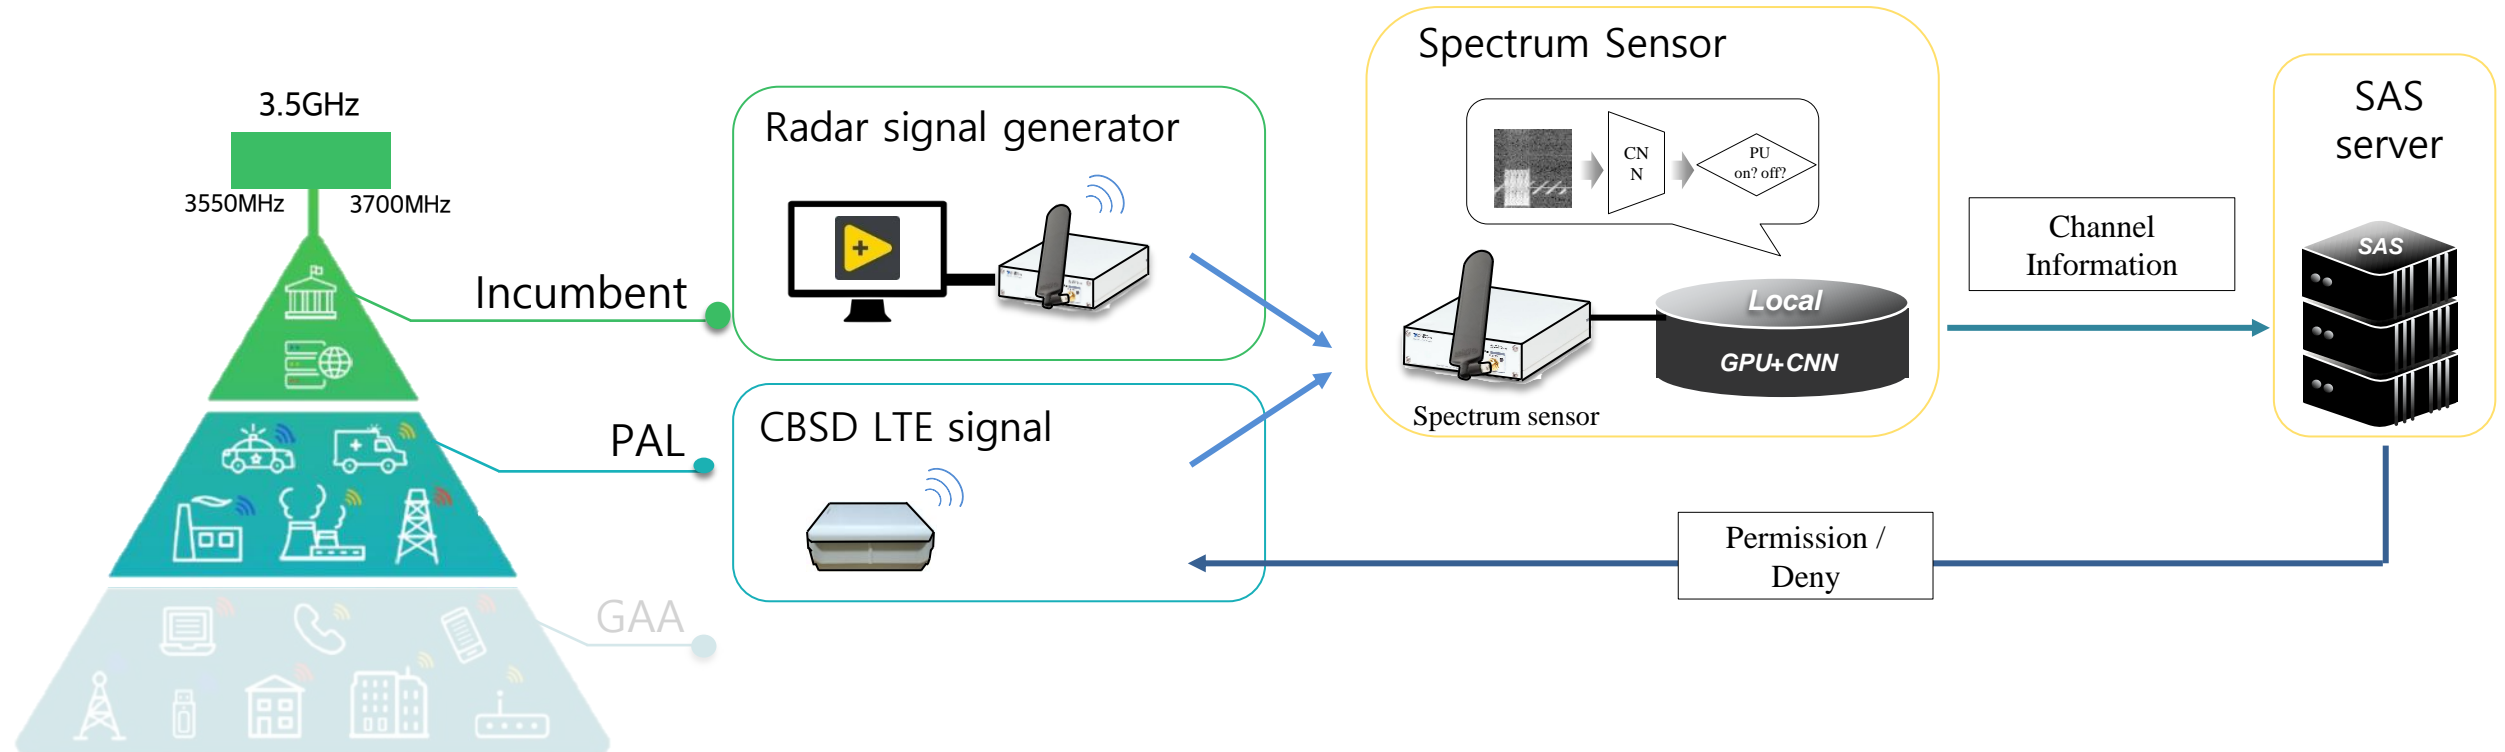 3.5GHz
3550MHz
3700MHz
Incumbent
PAL
GAA
Radar signal generator
CBSD LTE signal
Spectrum Sensor
CN
N
PU
on? off?
Local
GPU+CNN
Spectrum sensor
Channel
Information
SAS
server
SAS
Permission /
Deny